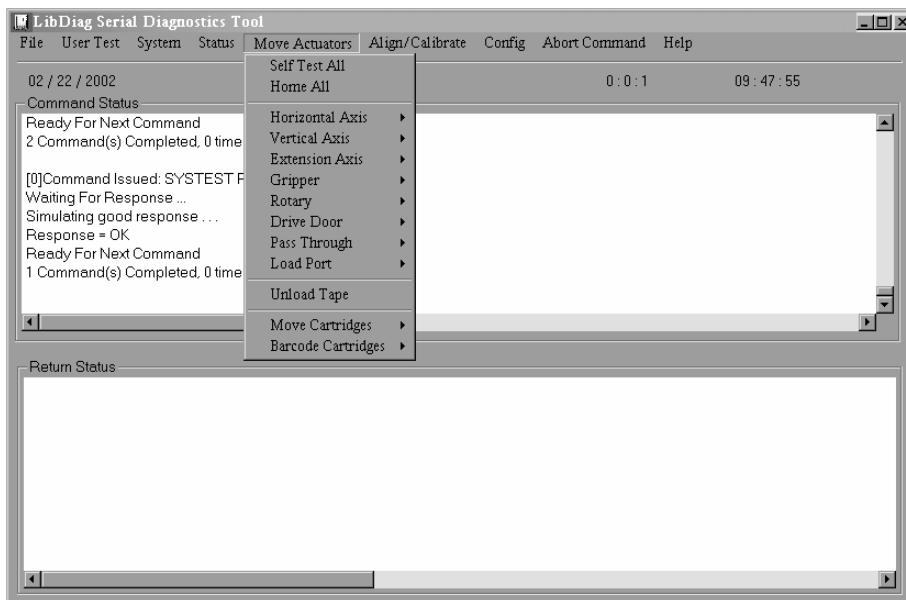 LibDiag Serial Diagnostics Tool
File User Test System Status Move Actuators Align/Calibrate Config Abort Command Help
02 / 22 / 2002 0 : 0 : 1 09 : 47 : 55
Self Test All
Home All
Horizontal Axis
Vertical Axis
Extension Axis
Gripper
Rotary
Drive Door
Pass Through
Load Port
Unload Tape
Move Cartridges
Barcode Cartridges
Command Status
Ready For Next Command
2 Command(s) Completed, 0 time
[0]Command Issued: SYSTEST
Waiting For Response ...
Simulating good response . . .
Response = OK
Ready For Next Command
1 Command(s) Completed, 0 time
Return Status